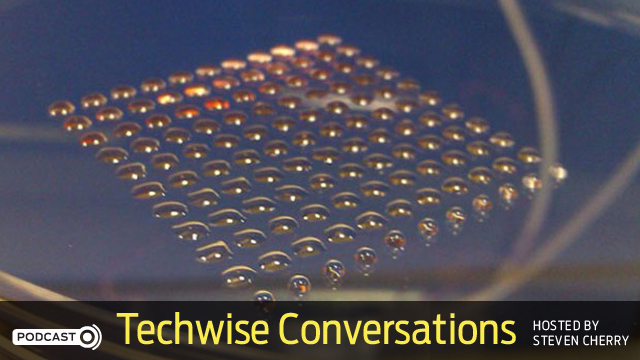 PODCAST
Techwise Conversations
HOSTED BY
STEVEN CHERRY